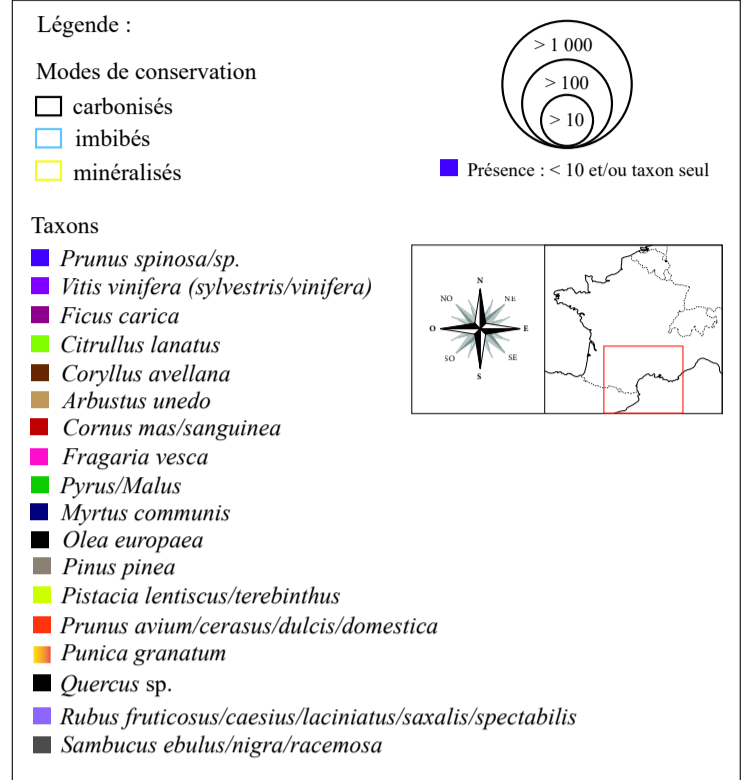 Légende :
Modes de conservation
carbonisés
imbibés
minéralisés
> 1 000
> 100
> 10
Présence : < 10 et/ou taxon seul
Taxons
Prunus spinosa/sp.
Vitis vinifera (sylvestris/vinifera)
Ficus carica
Citrullus lanatus
Coryllus avellana
Arbustus unedo
Cornus mas/sanguinea
Fragaria vesca
Pyrus/Malus
Myrtus communis
Olea europaea
Pinus pinea
Pistacia lentiscus/terebinthus
Prunus avium/cerasus/dulcis/domestica
Punica granatum
Quercus sp.
Rubus fruticosus/caesius/laciniatus/saxalis/spectabilis
Sambucus ebulus/nigra/racemosa
N
NO NE
O E
SO SE
S